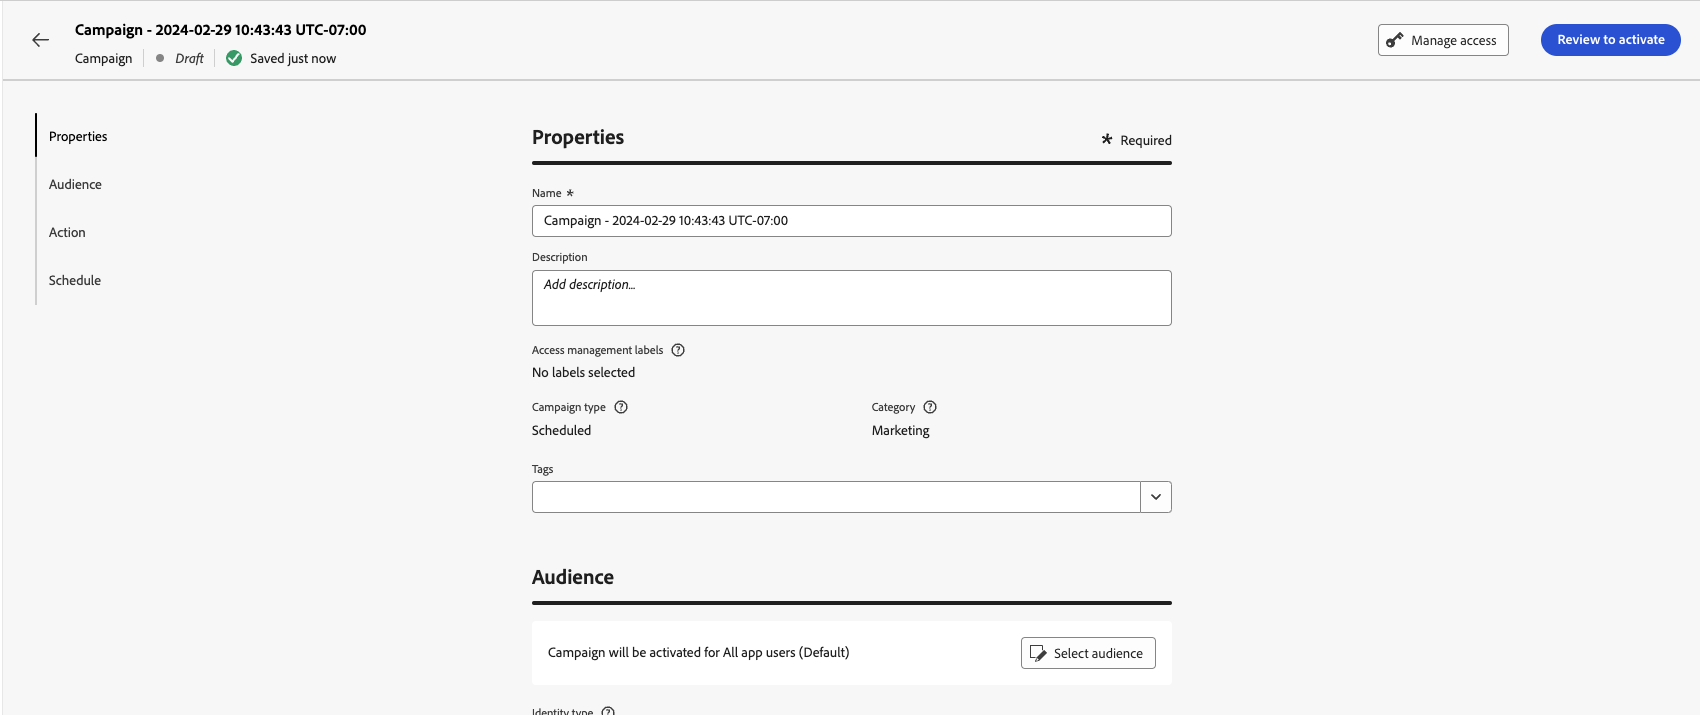 Campaign - 2024-02-29 10:43:43 UTC-07:00
Campaign Draft Saved just now
Manage access
Review to activate
Properties
Audience
Action
Schedule
Properties
* Required
Name *
Campaign - 2024-02-29 10:43:43 UTC-07:00
Description
Add description...
Access management labels
No labels selected
Campaign type
Scheduled
Category
Marketing
Tags
Audience
Campaign will be activated for All app users (Default)
Select audience
Identity type